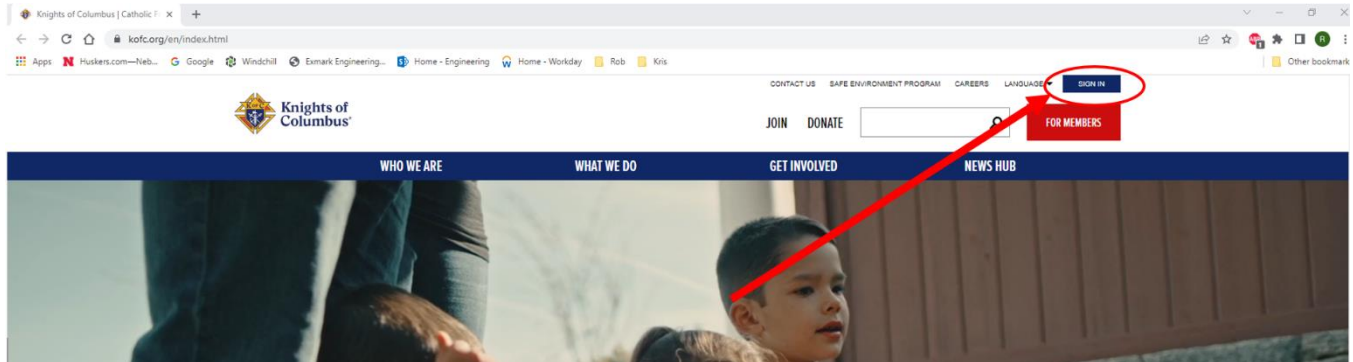 Knights of Columbus | Catholic F
kofc.org/en/index.html
Apps Huskers.com—Neb... Google Windchill Exmark Engineering... Home - Engineering Home - Workday Rob Kris Other bookmark
CONTACT US SAFE ENVIRONMENT PROGRAM CAREERS LANGUAGE SIGN IN
Knights of
Columbus
JOIN DONATE FOR MEMBERS
WHO WE ARE WHAT WE DO GET INVOLVED NEWS HUB